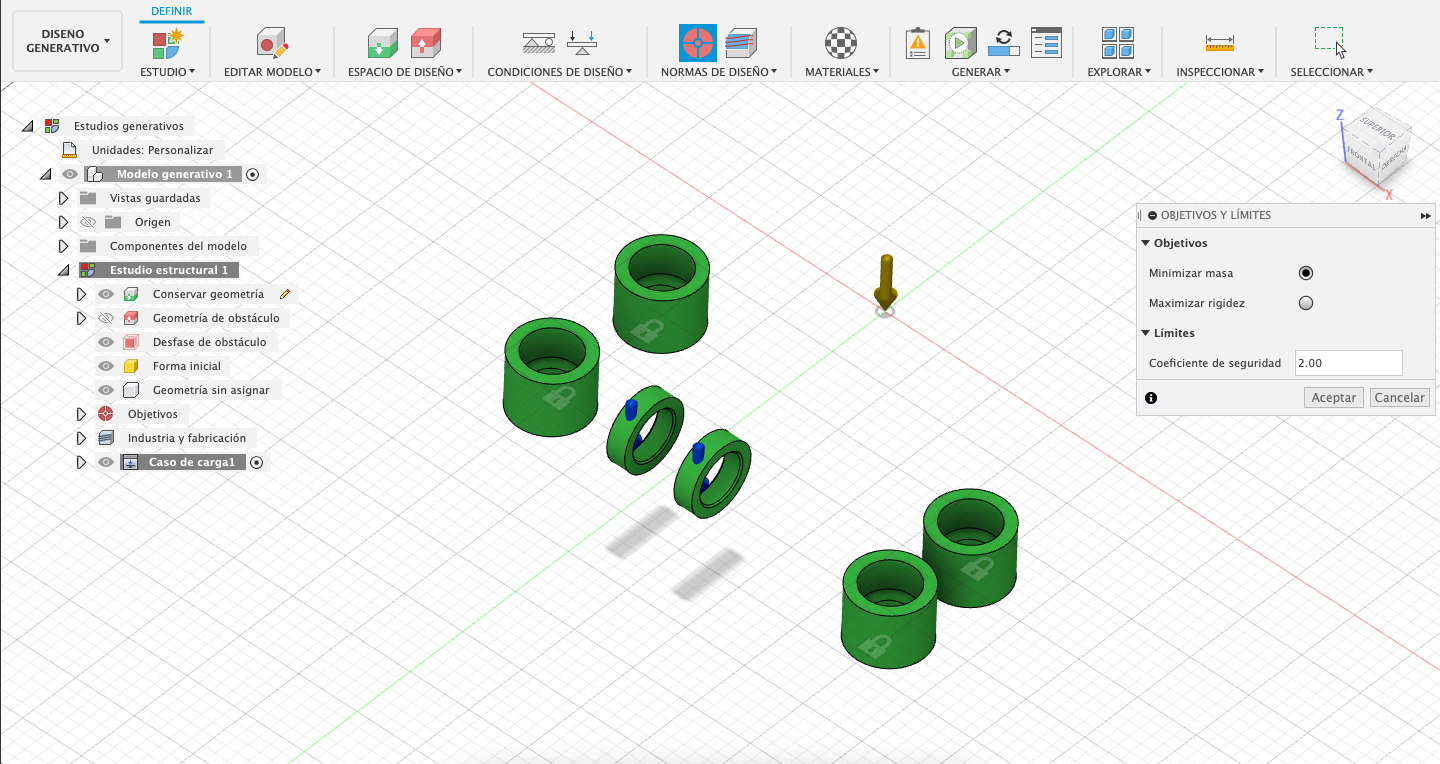 DEFINIR
DISEÑO
GENERATIVO
ESTUDIO
EDITAR MODELO
ESPACIO DE DISEÑO
CONDICIONES DE DISEÑO
NORMAS DE DISEÑO
MATERIALES
GENERAR
EXPLORAR
INSPECCIONAR
SELECCIONAR
Estudios generativos
Unidades: Personalizar
Modelo generativo 1
Vistas guardadas
Origen
Componentes del modelo
Estudio estructural 1
Conservar geometría
Geometría de obstáculo
Desfase de obstáculo
Forma inicial
Geometría sin asignar
Objetivos
Industria y fabricación
Caso de carga1
Z
SUPERIOR
FRONTAL
DERECHA
X
OBJETIVOS Y LÍMITES
Objetivos
Minimizar masa
Maximizar rigidez
Límites
Coeficiente de seguridad 2.00
Aceptar Cancelar